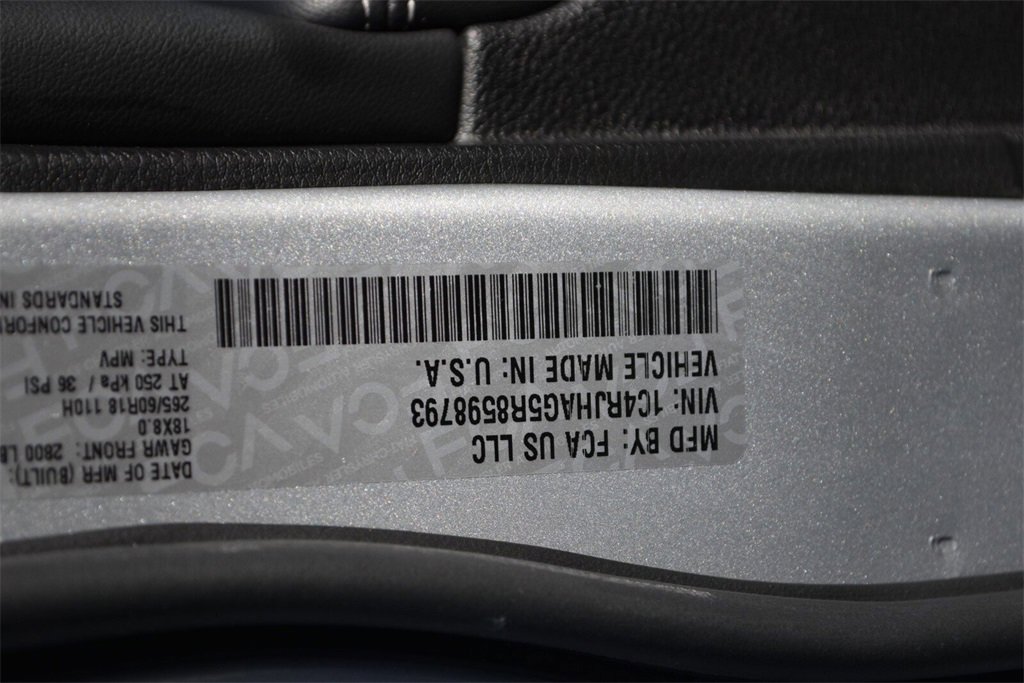 MFD BY: FCA US LLC
VIN: 1C4RJHAG5R8598793
VEHICLE MADE IN: U.S.A.
DATE OF MFR (BUILT):
GAWR FRONT: 2800 LB
18X8.0
265/60R18 110H
AT 250 kPa / 36 PSI
TYPE: MPV
THIS VEHICLE CONFOR
STANDARDS IN